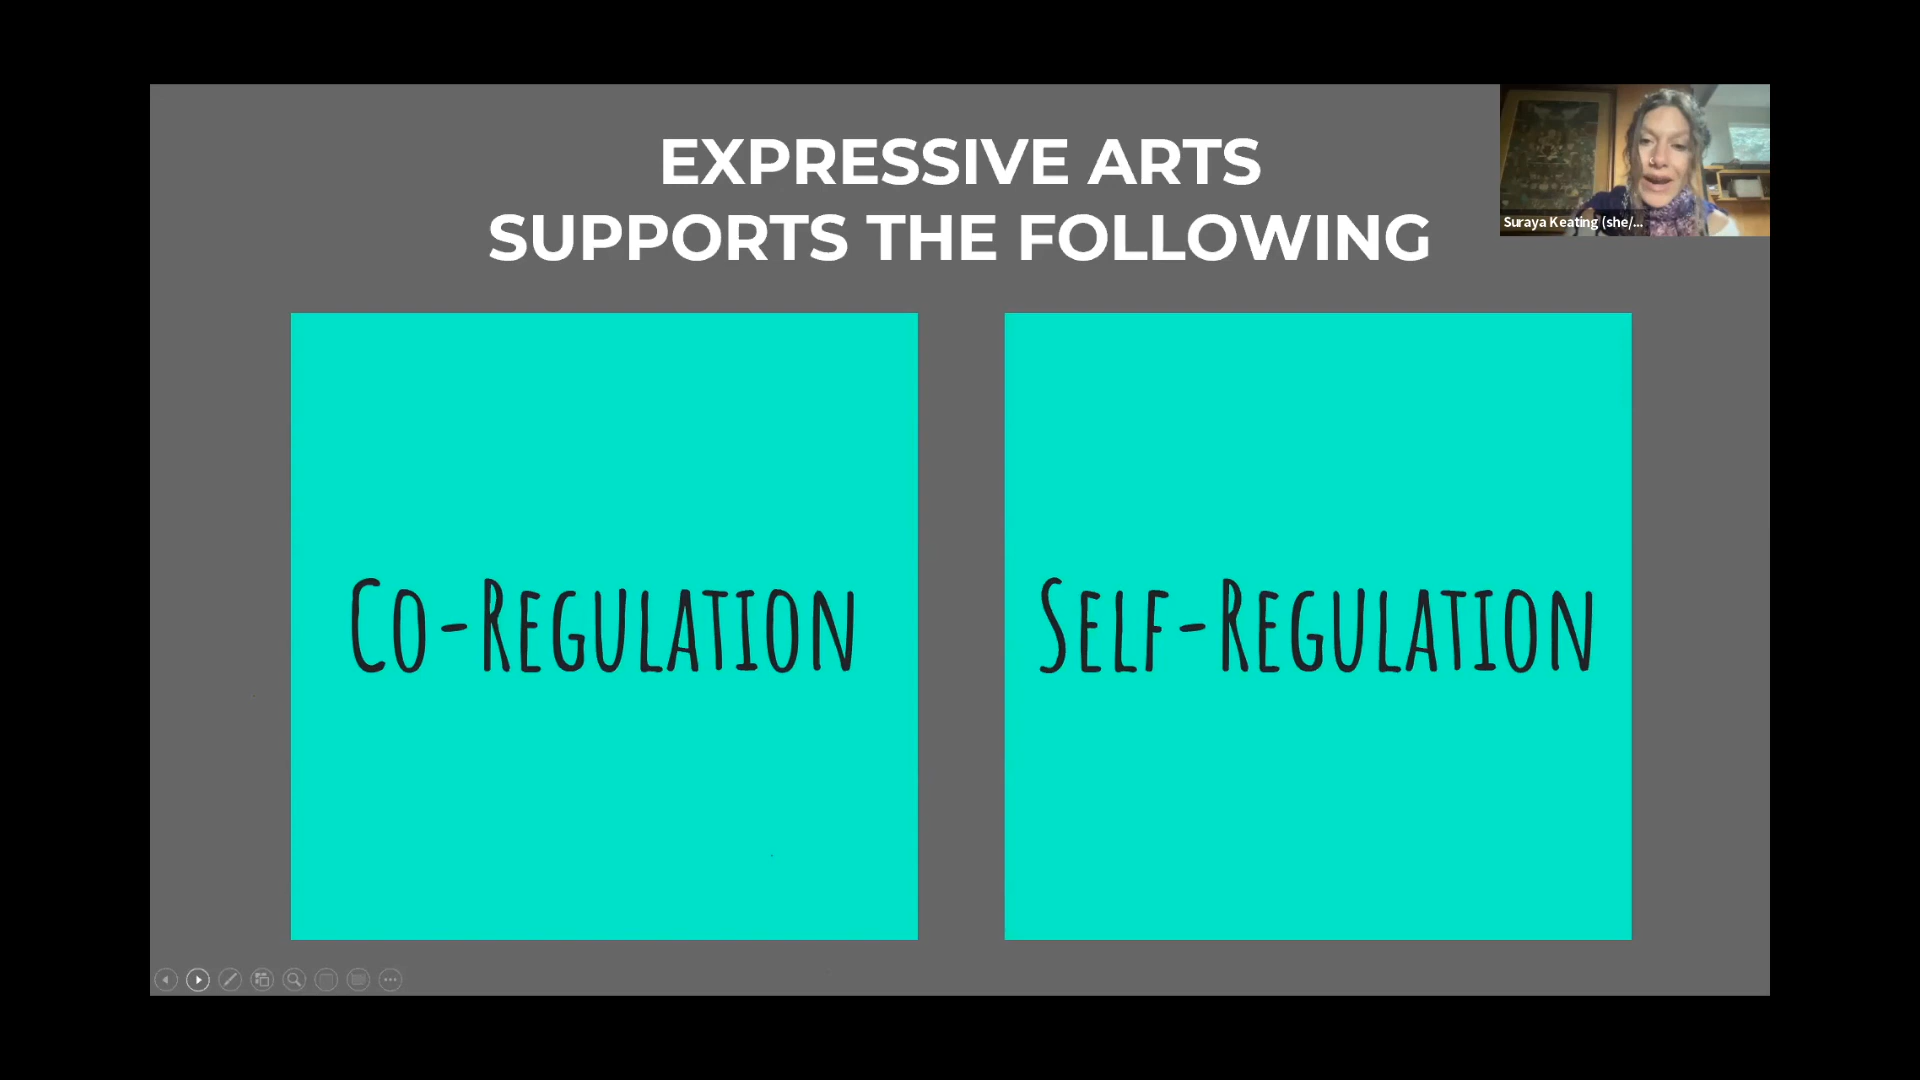 EXPRESSIVE ARTS
SUPPORTS THE FOLLOWING
Suraya Keating (she/...
CO-REGULATION
SELF-REGULATION